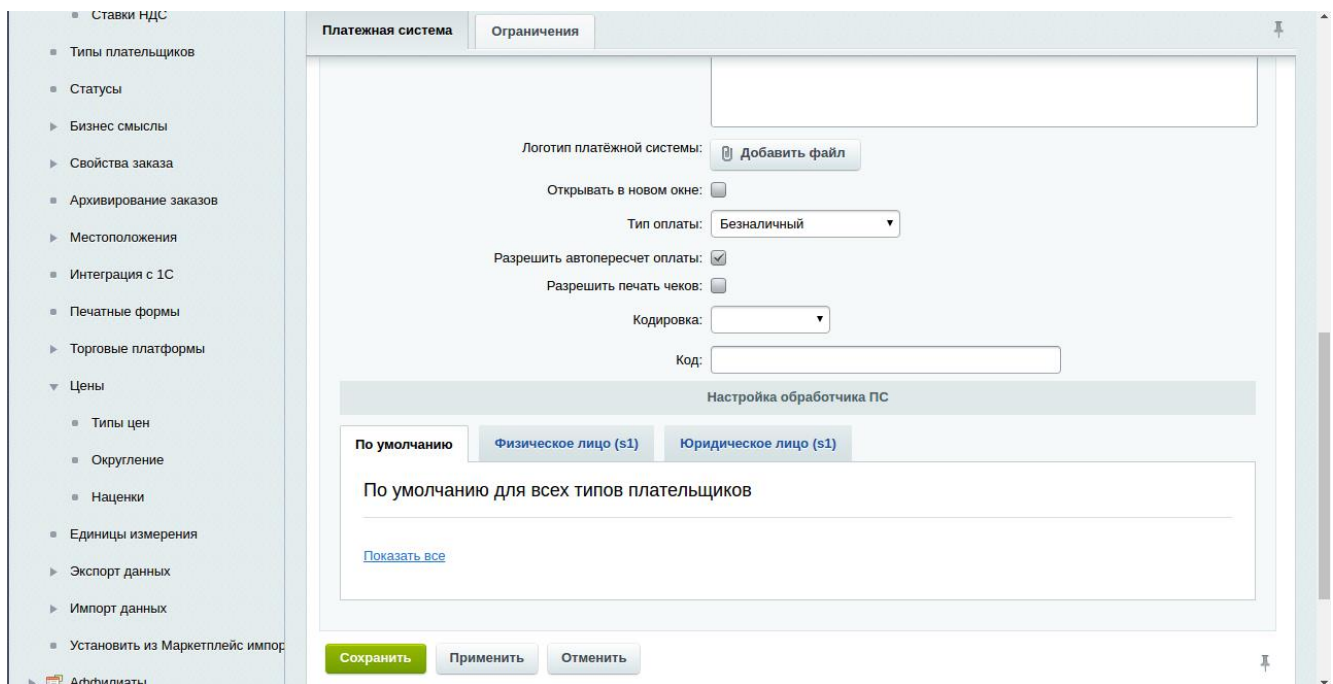 Ставки НДС
Типы плательщиков
Статусы
Бизнес смыслы
Свойства заказа
Архивирование заказов
Местоположения
Интеграция с 1С
Печатные формы
Торговые платформы
Цены
Типы цен
Округление
Наценки
Единицы измерения
Экспорт данных
Импорт данных
Установить из Маркетплейс импор
Аффилиаты
Платежная система
Ограничения
Логотип платёжной системы: Добавить файл
Открывать в новом окне:
Тип оплаты: Безналичный
Разрешить автопересчет оплаты:
Разрешить печать чеков:
Кодировка:
Код:
Настройка обработчика ПС
По умолчанию Физическое лицо (s1) Юридическое лицо (s1)
По умолчанию для всех типов плательщиков
Показать все
Сохранить Применить Отменить